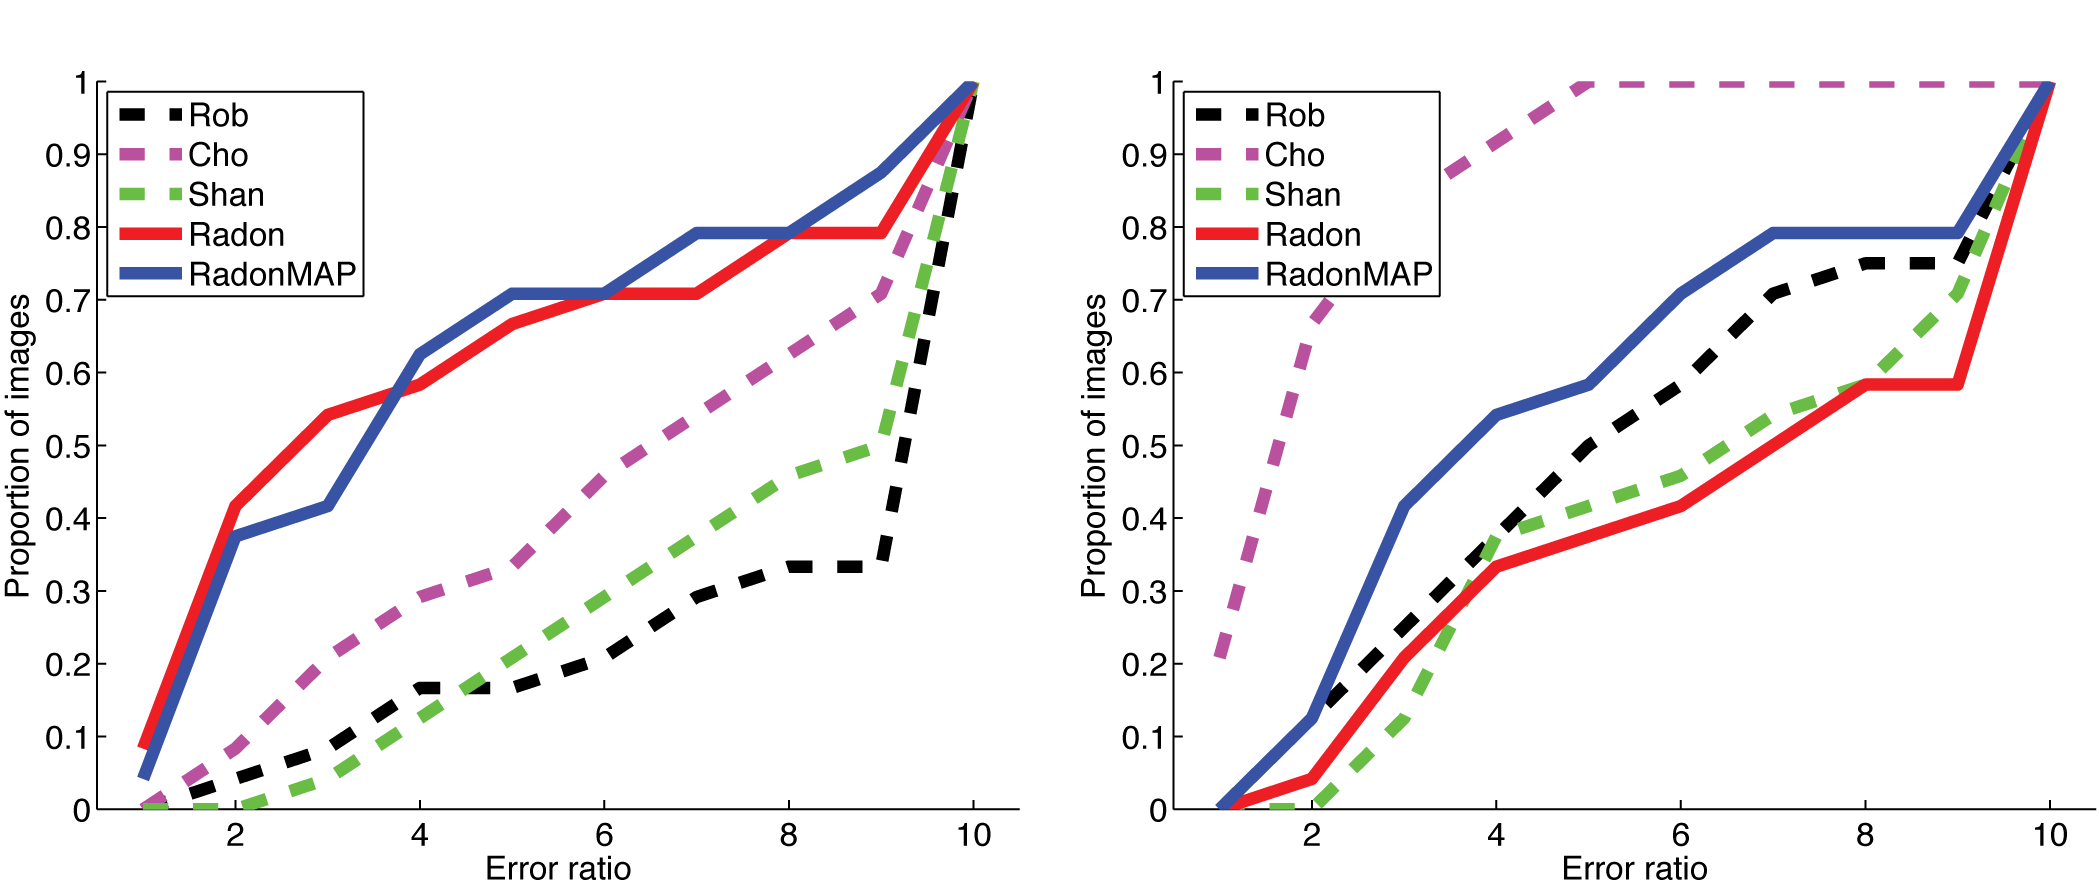 1
0.9
0.8
0.7
0.6
0.5
0.4
0.3
0.2
0.1
0
Proportion of images
Rob
Cho
Shan
Radon
RadonMAP
2 4 6 8 10
Error ratio
1
0.9
0.8
0.7
0.6
0.5
0.4
0.3
0.2
0.1
0
Proportion of images
Rob
Cho
Shan
Radon
RadonMAP
2 4 6 8 10
Error ratio